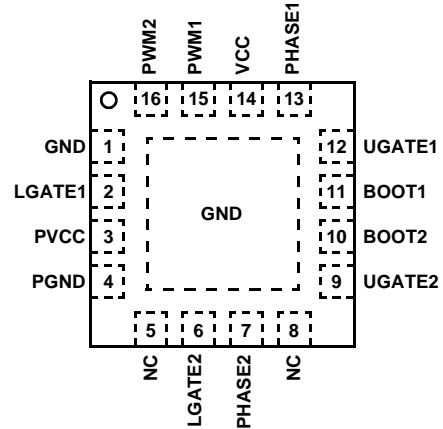 PWM2
PWM1
VCC
PHASE1
16
15
14
13
GND 1
12 UGATE1
LGATE1 2
11 BOOT1
GND
PVCC 3
10 BOOT2
PGND 4
9 UGATE2
5
6
7
8
NC
LGATE2
PHASE2
NC